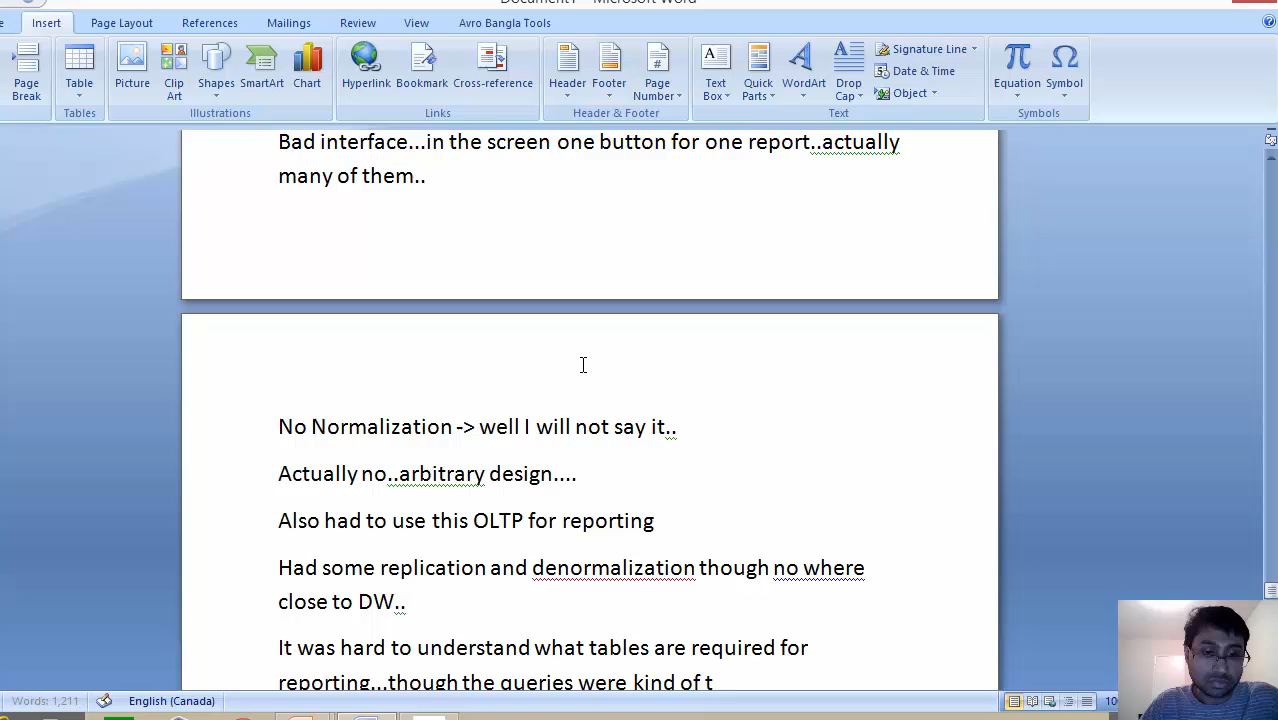 Document1 - Microsoft Word
Insert Page Layout References Mailings Review View Avro Bangla Tools
Page Break
Table
Picture
Clip Art
Shapes
SmartArt
Chart
Hyperlink
Bookmark
Cross-reference
Header
Footer
Page Number
Text Box
Quick Parts
WordArt
Drop Cap
Signature Line
Date & Time
Object
Equation
Symbol
Tables Illustrations Links Header & Footer Text Symbols
Bad interface...in the screen one button for one report..actually
many of them..
No Normalization -> well I will not say it..
Actually no..arbitrary design....
Also had to use this OLTP for reporting
Had some replication and denormalization though no where
close to DW..
It was hard to understand what tables are required for
reporting...though the queries were kind of t
Words: 1,211 English (Canada)